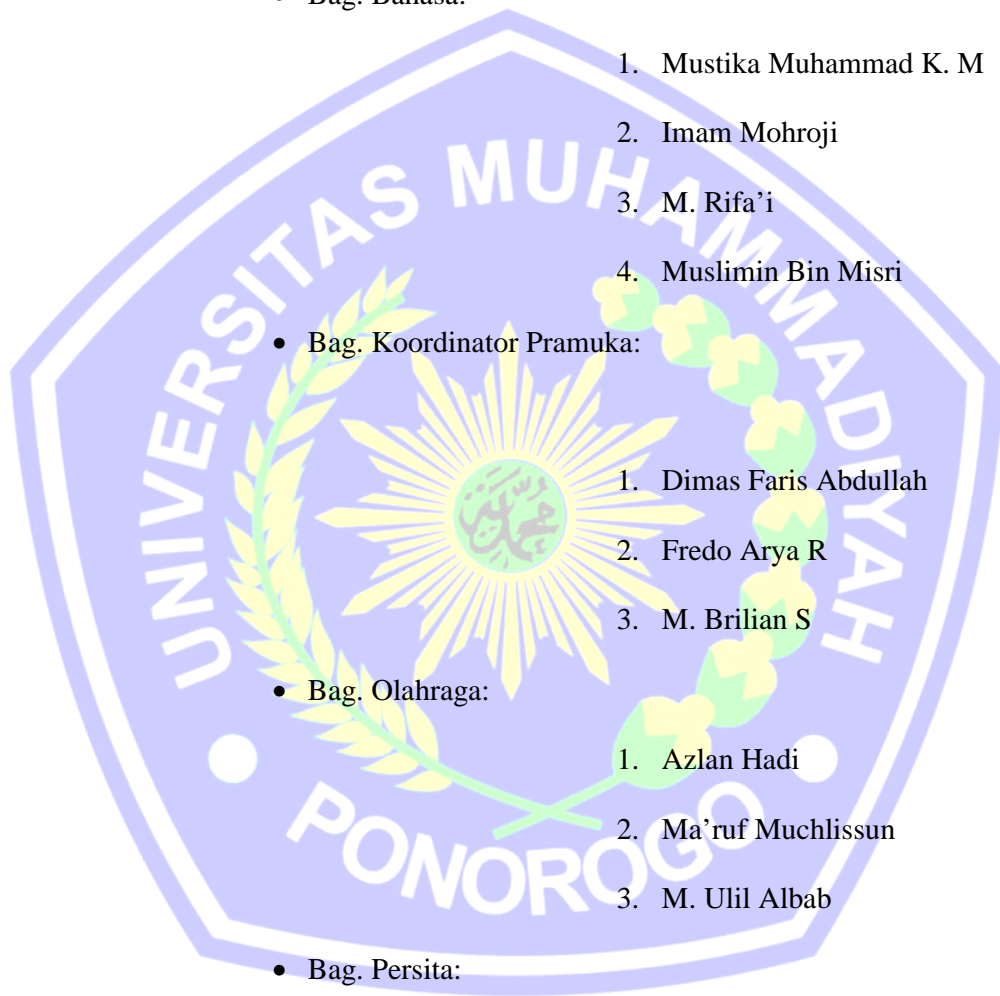 • Bag. Bahasa:
1. Mustika Muhammad K. M
2. Imam Mohroji
3. M. Rifa’i
4. Muslimin Bin Misri
• Bag. Koordinator Pramuka:
1. Dimas Faris Abdullah
2. Fredo Arya R
3. M. Brilian S
• Bag. Olahraga:
1. Azlan Hadi
2. Ma’ruf Muchlissun
3. M. Ulil Albab
• Bag. Persita:
UNIVERSITAS MUHAMMADIYAH
PONOROGO